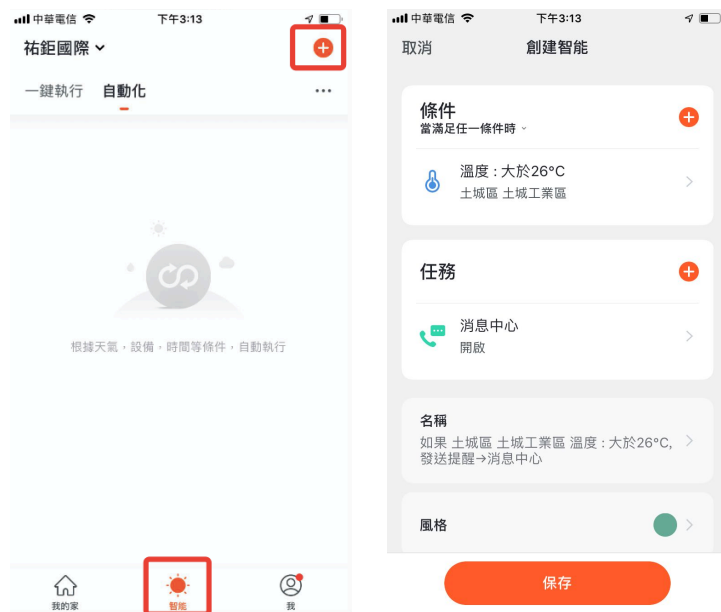 中華電信
下午3:13
祐鉅國際
一鍵執行 自動化
根據天氣，設備，時間等條件，自動執行
我的家
智能
我
中華電信
下午3:13
取消
創建智能
條件
當滿足任一條件時
溫度 : 大於26°C
土城區 土城工業區
任務
消息中心
開啟
名稱
如果 土城區 土城工業區 溫度 : 大於26°C,
發送提醒→消息中心
風格
保存